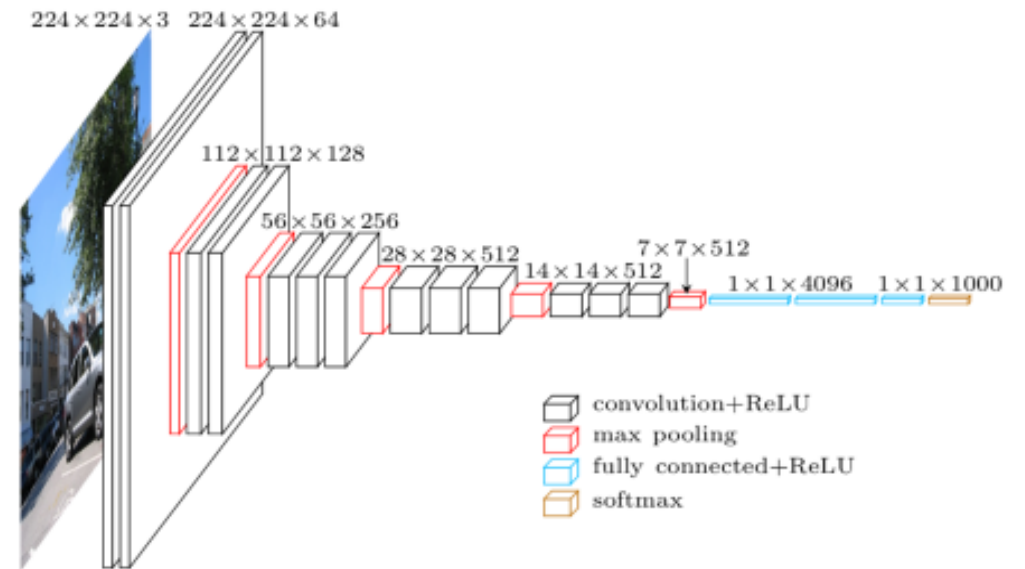 224×224×3
224×224×64
112×112×128
56×56×256
28×28×512
14×14×512
7×7×512
1×1×4096
1×1×1000
convolution+ReLU
max pooling
fully connected+ReLU
softmax